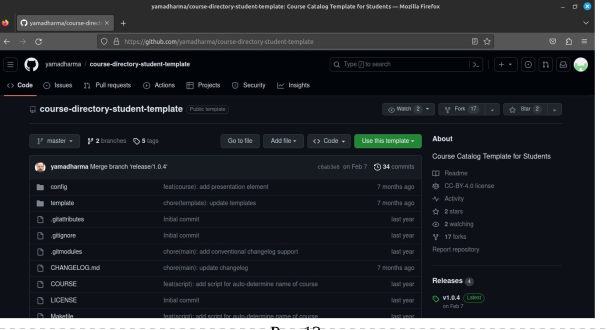 yamadharma/course-directory-student-template: Course Catalog Template for Students — Mozilla Firefox
yamadharma/course-direct
https://github.com/yamadharma/course-directory-student-template
yamadharma / course-directory-student-template
Type / to search
Code
Issues
Pull requests
Actions
Projects
Security
Insights
course-directory-student-template Public template
Watch 2
Fork 17
Star 2
master
2 branches
5 tags
Go to file
Add file
Code
Use this template
yamadharma Merge branch 'release/1.0.4' on Feb 7 34 commits
config feat(course): add presentation element 7 months ago
template chore(template): update templates 7 months ago
.gitattributes Initial commit last year
.gitignore Initial commit last year
.gitmodules chore(main): add conventional changelog support last year
CHANGELOG.md chore(main): update changelog 7 months ago
COURSE feat(script): add script for auto-determine name of course last year
LICENSE Initial commit last year
Makefile feat(script): add script for auto-determine name of course last year
About
Course Catalog Template for Students
Readme
CC-BY-4.0 license
Activity
2 stars
2 watching
17 forks
Report repository
Releases 4
v1.0.4 Latest
on Feb 7